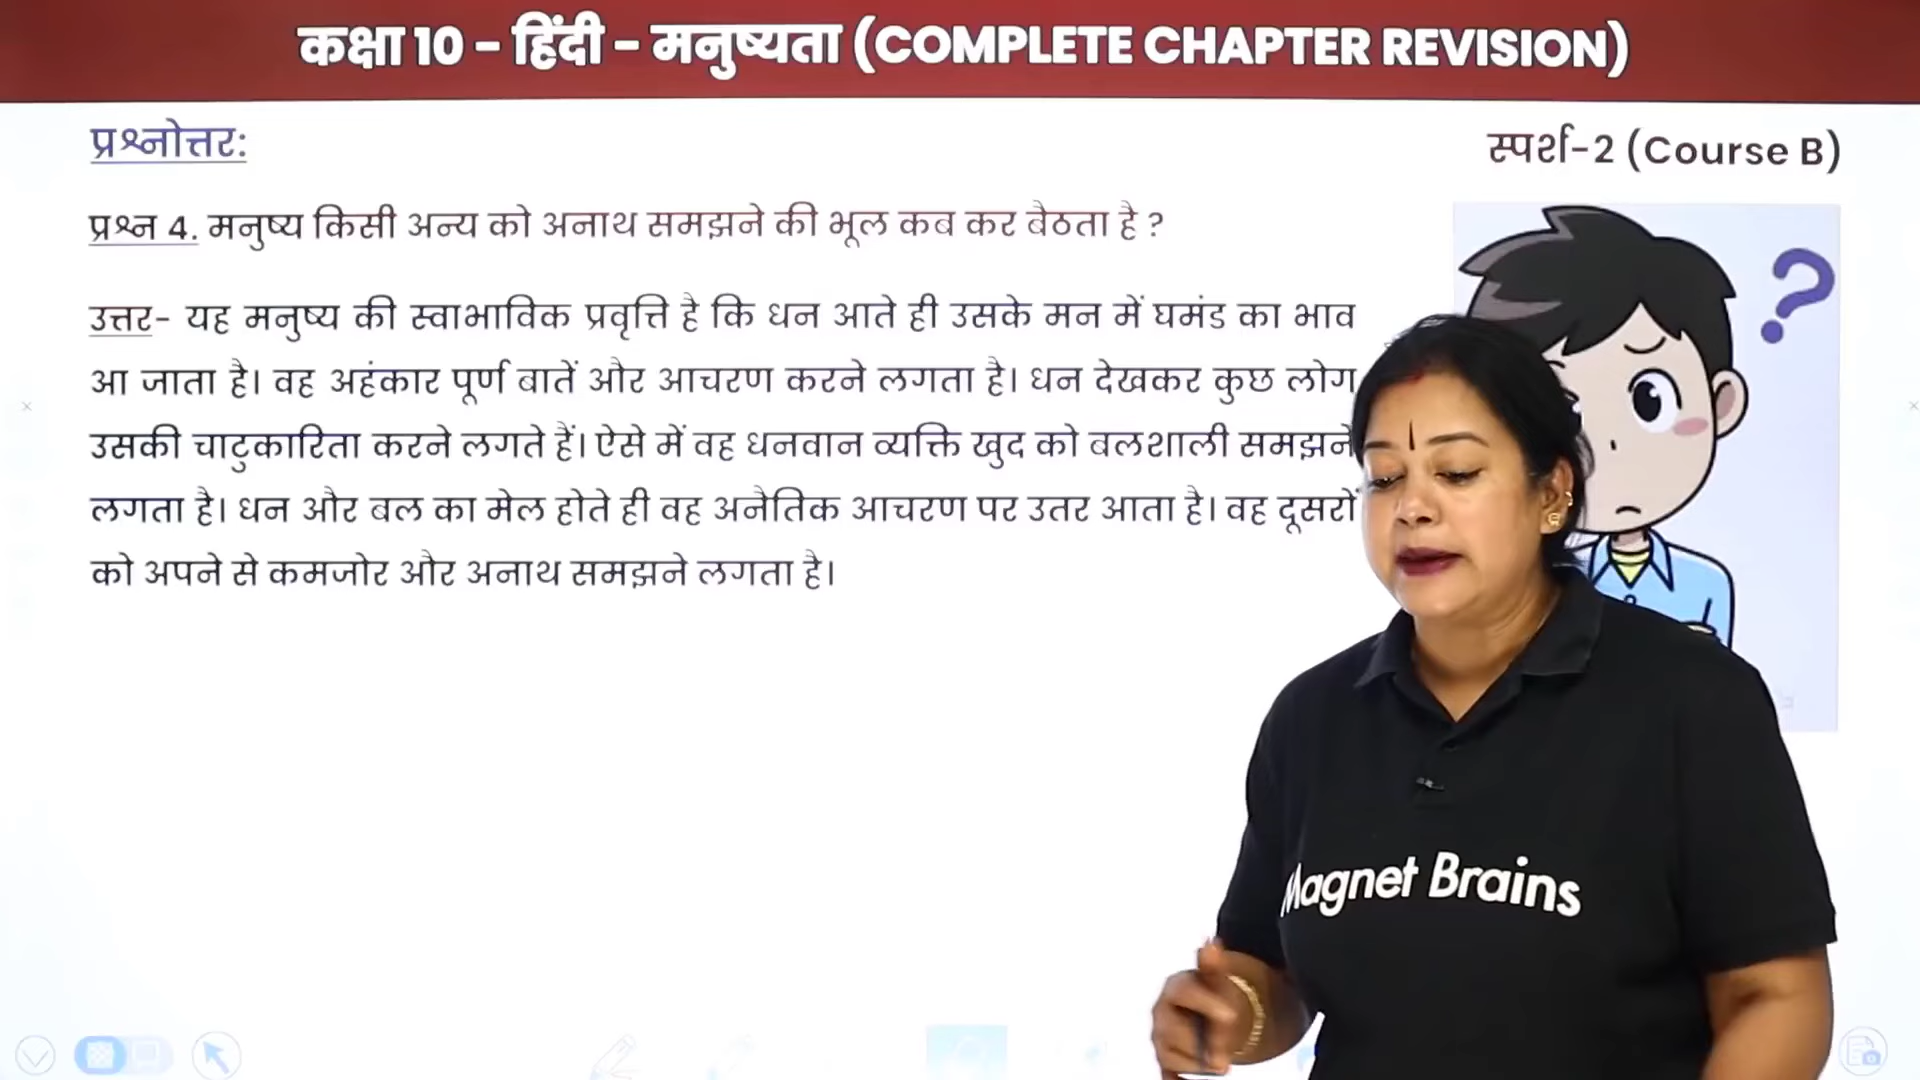 कक्षा 10 - हिंदी - मनुष्यता (COMPLETE CHAPTER REVISION)
प्रश्नोत्तर:
स्पर्श-2 (Course B)
प्रश्न 4. मनुष्य किसी अन्य को अनाथ समझने की भूल कब कर बैठता है ?
उत्तर- यह मनुष्य की स्वाभाविक प्रवृत्ति है कि धन आते ही उसके मन में घमंड का भाव
आ जाता है। वह अहंकार पूर्ण बातें और आचरण करने लगता है। धन देखकर कुछ लोग
उसकी चाटुकारिता करने लगते हैं। ऐसे में वह धनवान व्यक्ति खुद को बलशाली समझने
लगता है। धन और बल का मेल होते ही वह अनैतिक आचरण पर उतर आता है। वह दूसरों
को अपने से कमजोर और अनाथ समझने लगता है।
?
Magnet Brains